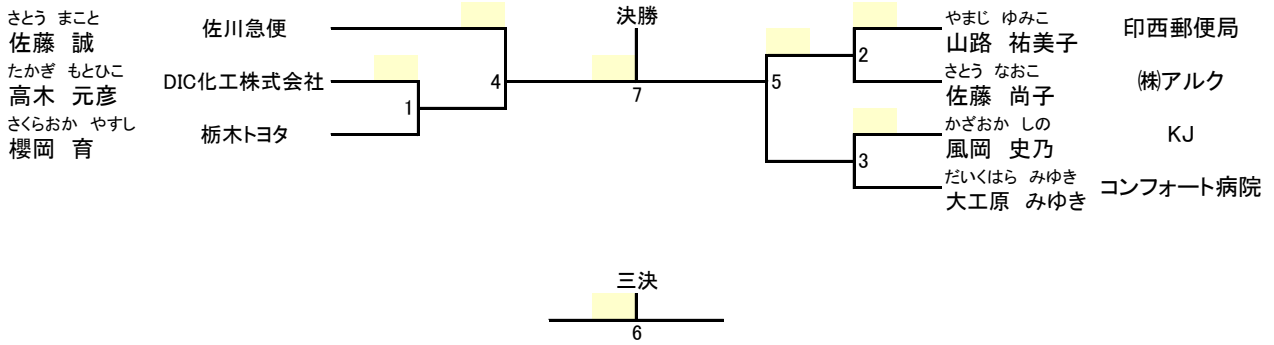 さとう まこと
佐藤 誠
佐川急便
たかぎ もとひこ
高木 元彦
DIC化工株式会社
さくらおか やすし
櫻岡 育
栃木トヨタ
1
4
決勝
7
5
2
3
やまじ ゆみこ
山路 祐美子
印西郵便局
さとう なおこ
佐藤 尚子
㈱アルク
かざおか しの
風岡 史乃
KJ
だいくはら みゆき
大工原 みゆき
コンフォート病院
三決
6